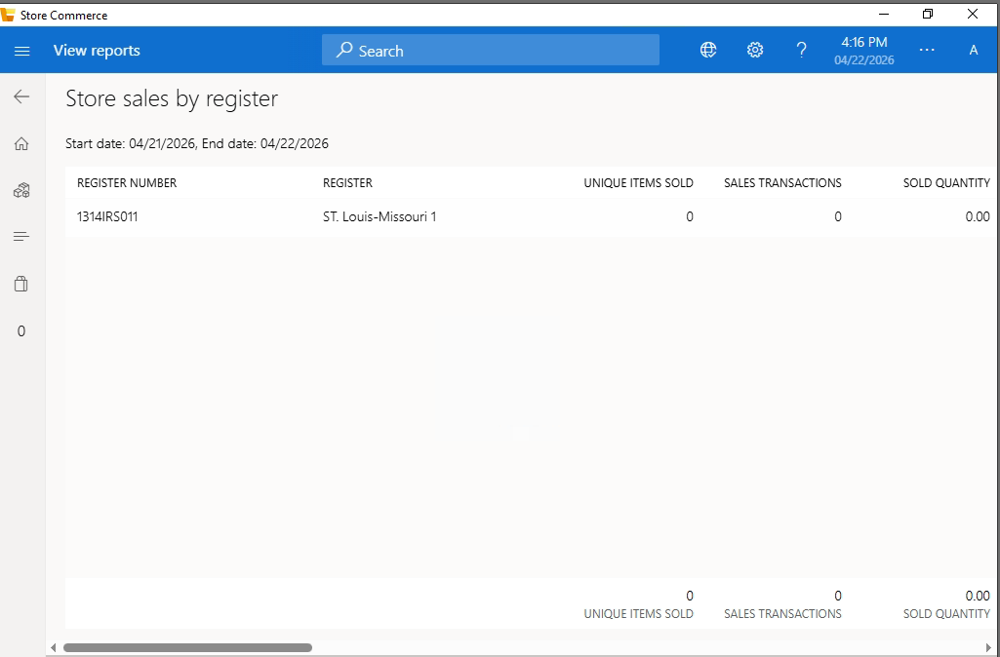 Store Commerce
View reports
Search
4:16 PM
04/22/2026
A
Store sales by register
Start date: 04/21/2026, End date: 04/22/2026
REGISTER NUMBER REGISTER UNIQUE ITEMS SOLD SALES TRANSACTIONS SOLD QUANTITY
1314IRS011 ST. Louis-Missouri 1 0 0 0.00
0
0 0 0.00
UNIQUE ITEMS SOLD SALES TRANSACTIONS SOLD QUANTITY